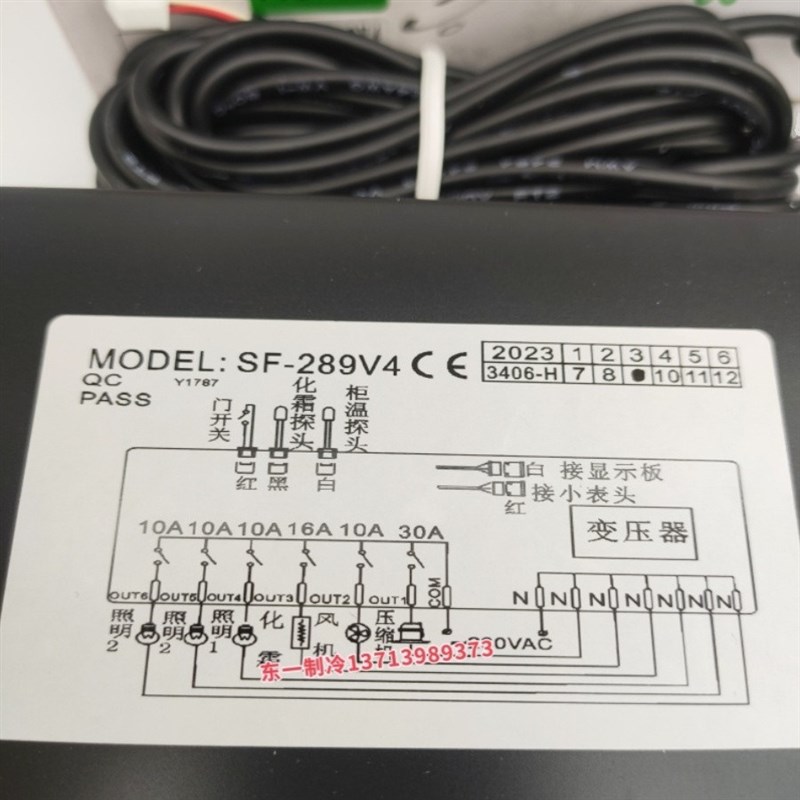 MODEL: SF-289V4 CE
2023 1 2 3 4 5 6
3406-H 7 8 10 11 12
QC
PASS
Y1787
门开关
化霜探头
柜温探头
红 黑 白
白 接显示板
红 接小表头
变压器
10A 10A 10A 16A 10A 30A
OUT6 OUT5 OUT4 OUT3 OUT2 OUT1 COM
N N N N N N N
照明2
照明2
照明1
化霜
风机
压缩机
~220VAC
东一制冷13713989373